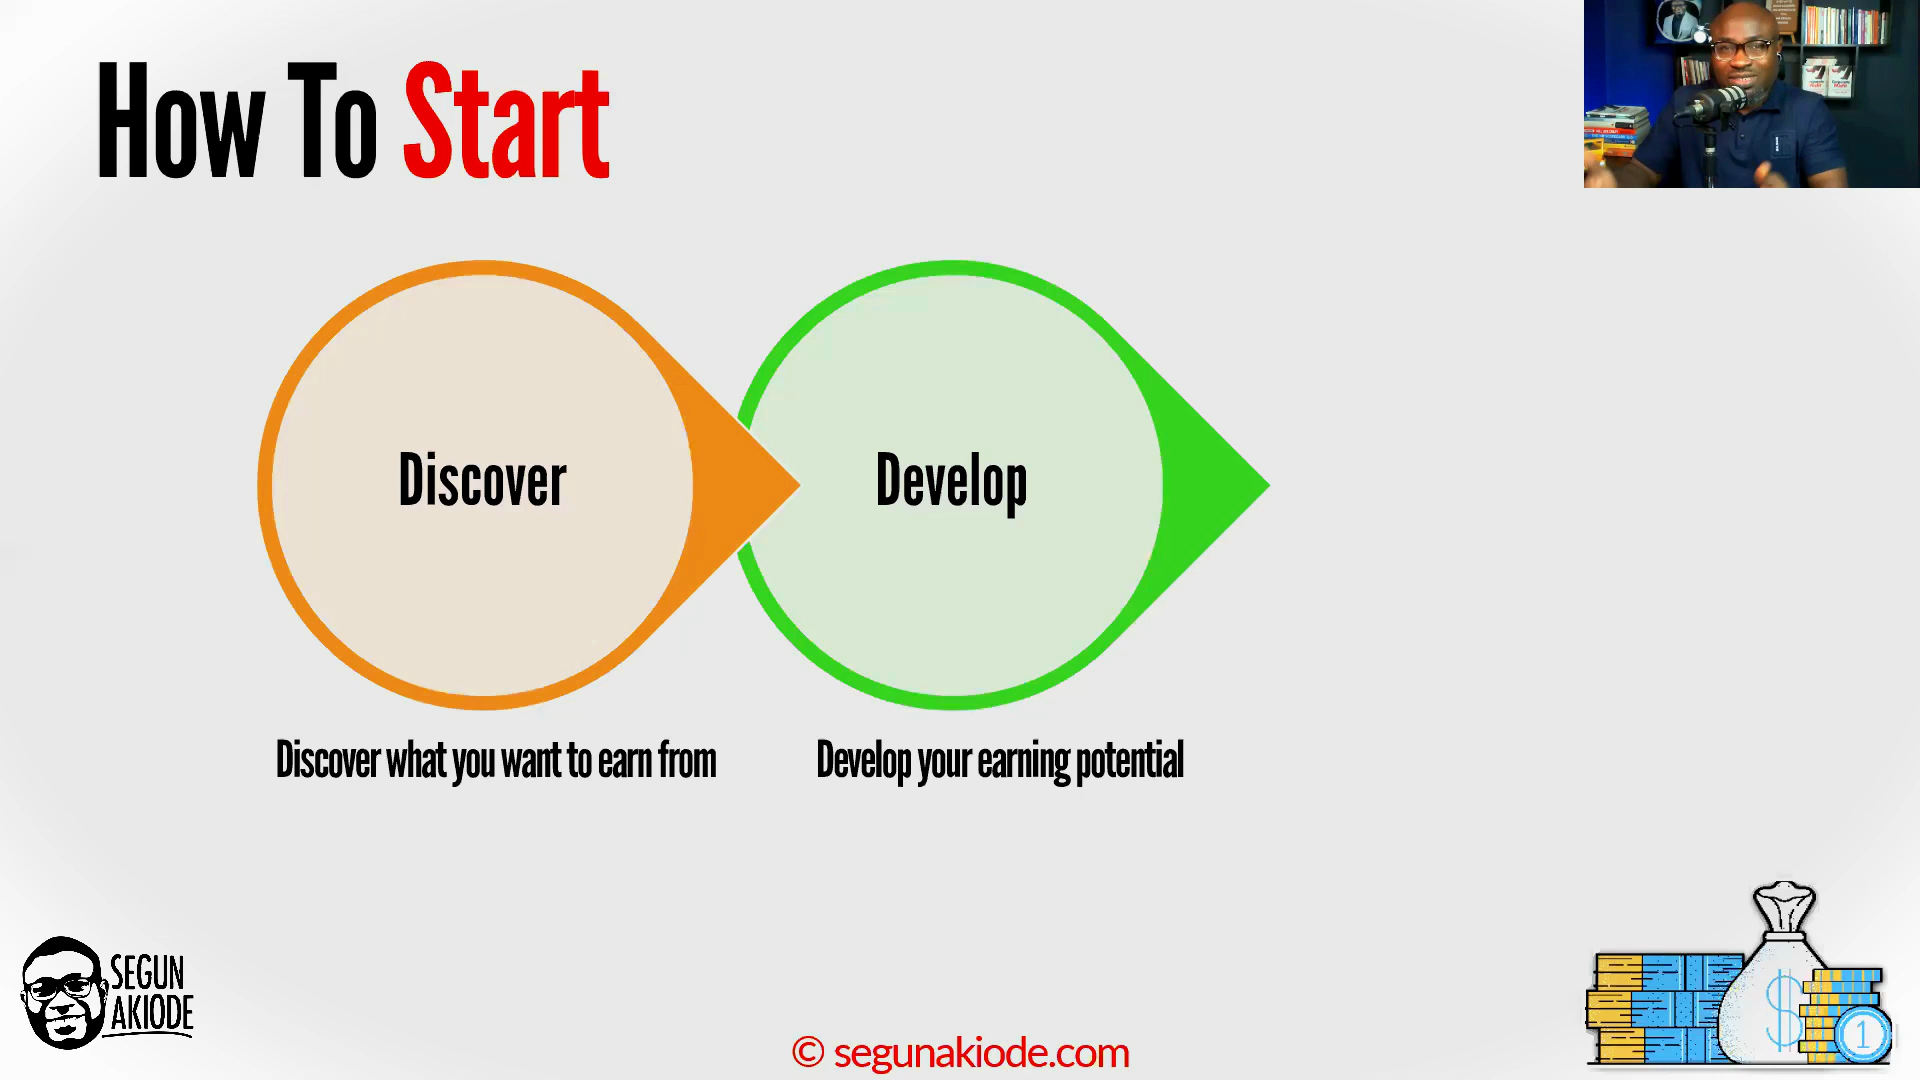 How To Start
Discover
Develop
Discover what you want to earn from
Develop your earning potential
SEGUN
AKIODE
$
1
© segunakiode.com